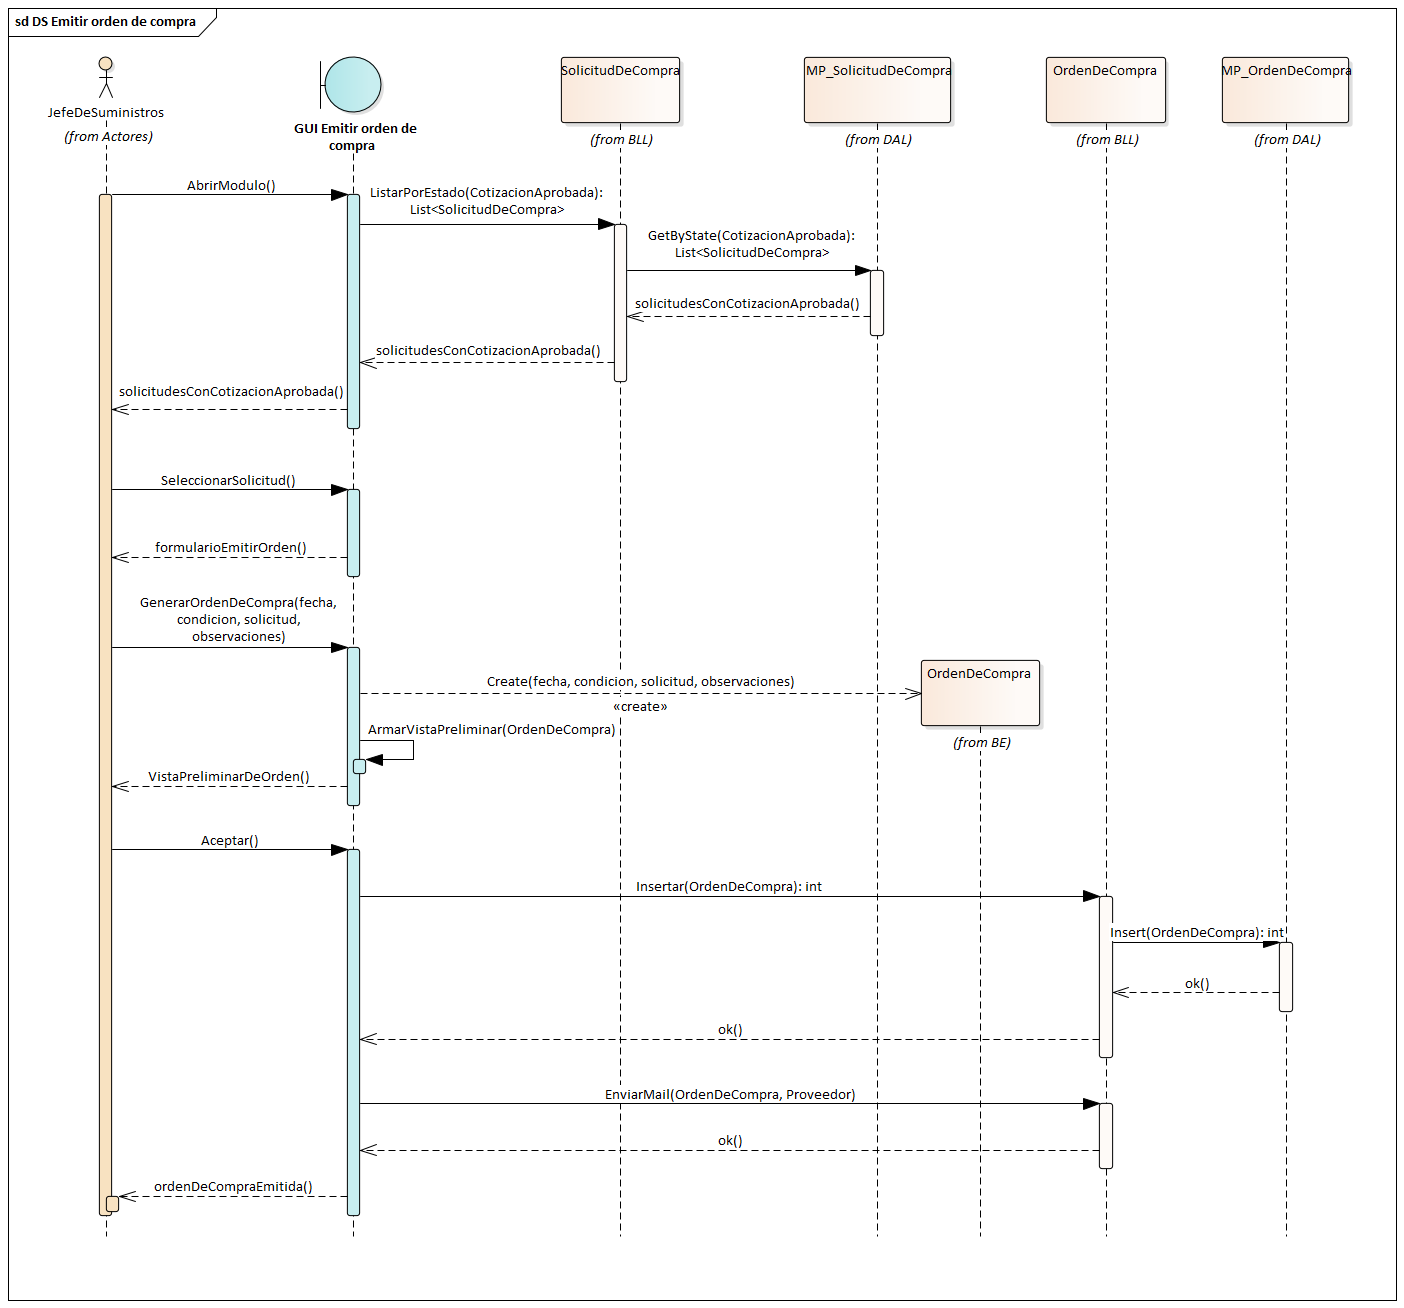 sd DS Emitir orden de compra
JefeDeSuministros
(from Actores)
GUI Emitir orden de
compra
SolicitudDeCompra
(from BLL)
MP_SolicitudDeCompra
(from DAL)
OrdenDeCompra
(from BLL)
MP_OrdenDeCompra
(from DAL)
AbrirModulo()
ListarPorEstado(CotizacionAprobada):
List<SolicitudDeCompra>
GetByState(CotizacionAprobada):
List<SolicitudDeCompra>
solicitudesConCotizacionAprobada()
solicitudesConCotizacionAprobada()
solicitudesConCotizacionAprobada()
SeleccionarSolicitud()
formularioEmitirOrden()
GenerarOrdenDeCompra(fecha,
condicion, solicitud,
observaciones)
Create(fecha, condicion, solicitud, observaciones)
«create»
OrdenDeCompra
(from BE)
ArmarVistaPreliminar(OrdenDeCompra)
VistaPreliminarDeOrden()
Aceptar()
Insertar(OrdenDeCompra): int
Insert(OrdenDeCompra): int
ok()
ok()
EnviarMail(OrdenDeCompra, Proveedor)
ok()
ordenDeCompraEmitida()